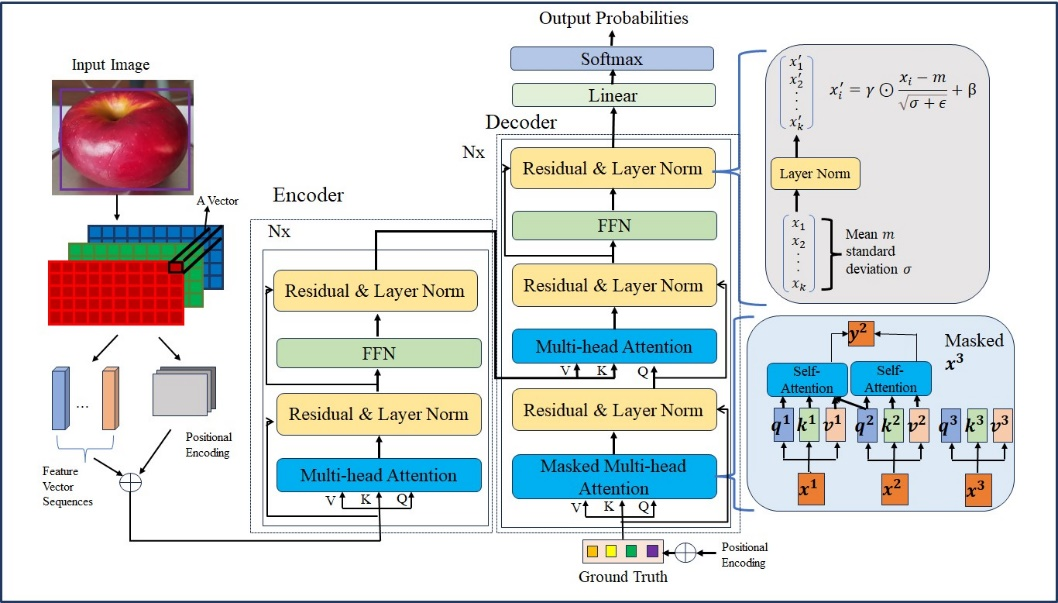 Input Image
A Vector
...
Feature
Vector
Sequences
Positional
Encoding
Encoder
Nx
Residual & Layer Norm
FFN
Residual & Layer Norm
Multi-head Attention
V
K
Q
Output Probabilities
Softmax
Linear
Decoder
Nx
Residual & Layer Norm
FFN
Residual & Layer Norm
Multi-head Attention
V
K
Q
Residual & Layer Norm
Masked Multi-head
Attention
V
K
Q
Ground Truth
Positional
Encoding
x′₁
x′₂
⋮
x′ₖ
x′ᵢ = γ ⊙ (xᵢ − m)/√(σ + ϵ) + β
Layer Norm
x₁
x₂
⋮
xₖ
Mean m
standard
deviation σ
y²
Masked
x³
Self-
Attention
Self-
Attention
q¹ k¹ v¹ q² k² v² q³ k³ v³
x¹ x² x³